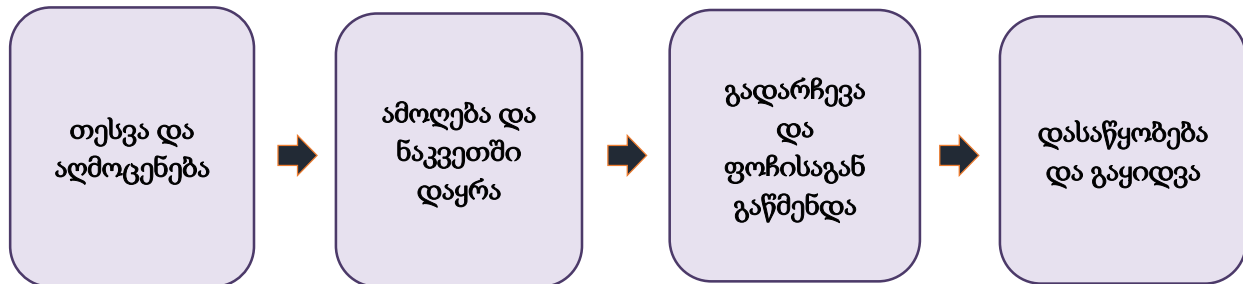 თესვა და
აღმოცენება
ამოღება და
ნაკვეთში
დაყრა
გადარჩევა
და
ფოჩისაგან
გაწმენდა
დასაწყობება
და გაყიდვა